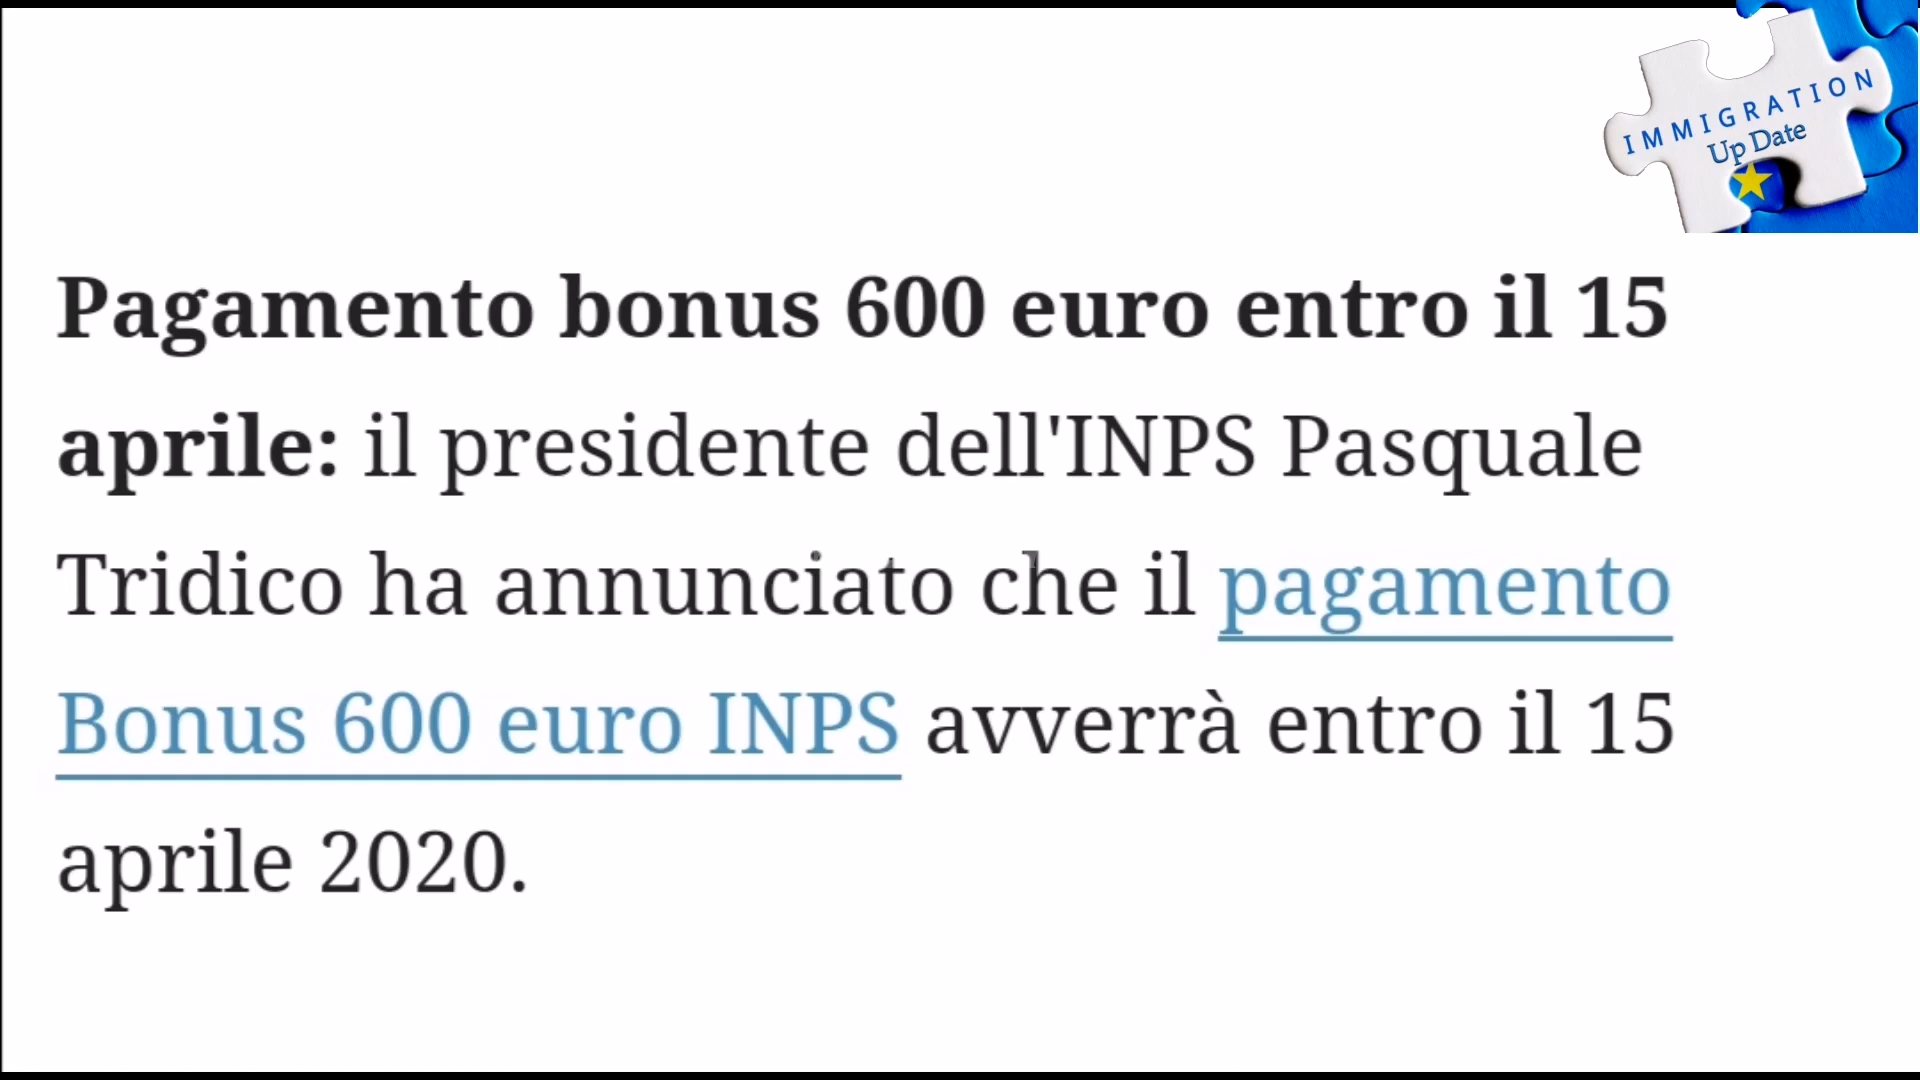 IMMIGRATION
Up Date
Pagamento bonus 600 euro entro il 15
aprile: il presidente dell'INPS Pasquale
Tridico ha annunciato che il pagamento
Bonus 600 euro INPS avverrà entro il 15
aprile 2020.